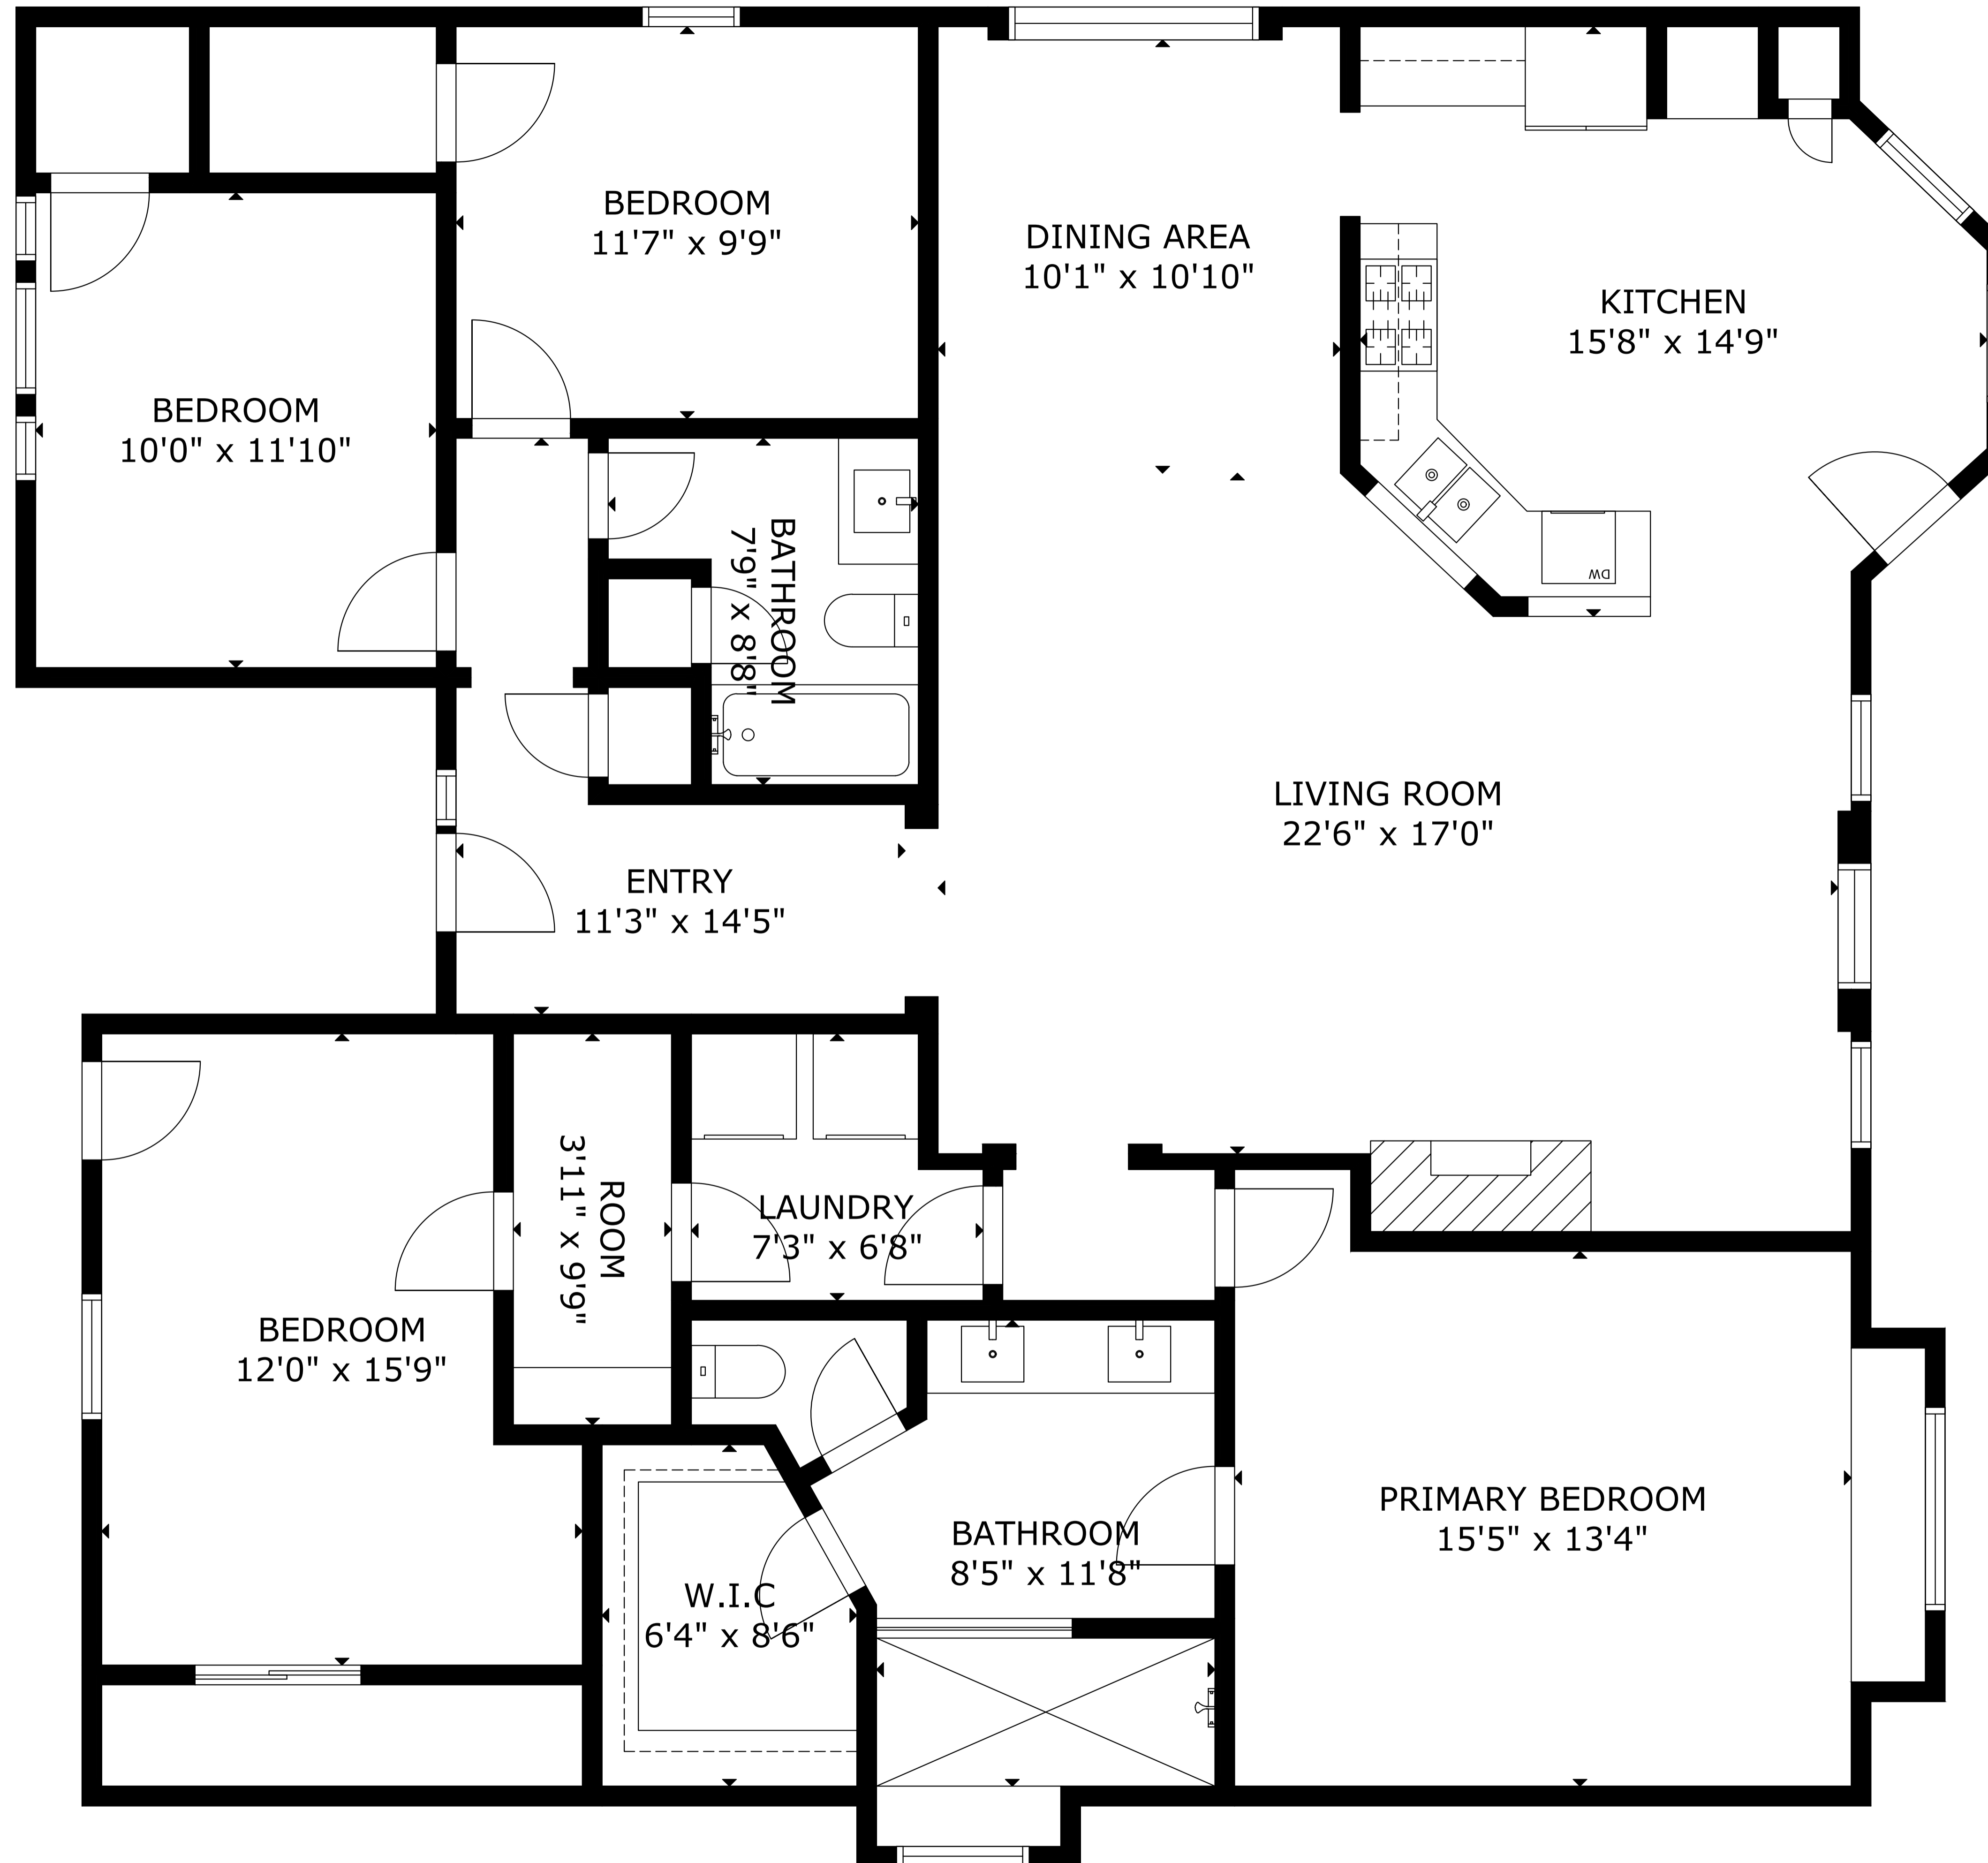 BEDROOM
11'7" x 9'9"
DINING AREA
10'1" x 10'10"
KITCHEN
15'8" x 14'9"
BEDROOM
10'0" x 11'10"
BATHROOM
7'9" x 8'8"
DW
LIVING ROOM
22'6" x 17'0"
ENTRY
11'3" x 14'5"
ROOM
3'11" x 9'9"
LAUNDRY
7'3" x 6'8"
BEDROOM
12'0" x 15'9"
PRIMARY BEDROOM
15'5" x 13'4"
BATHROOM
8'5" x 11'8"
W.I.C
6'4" x 8'6"